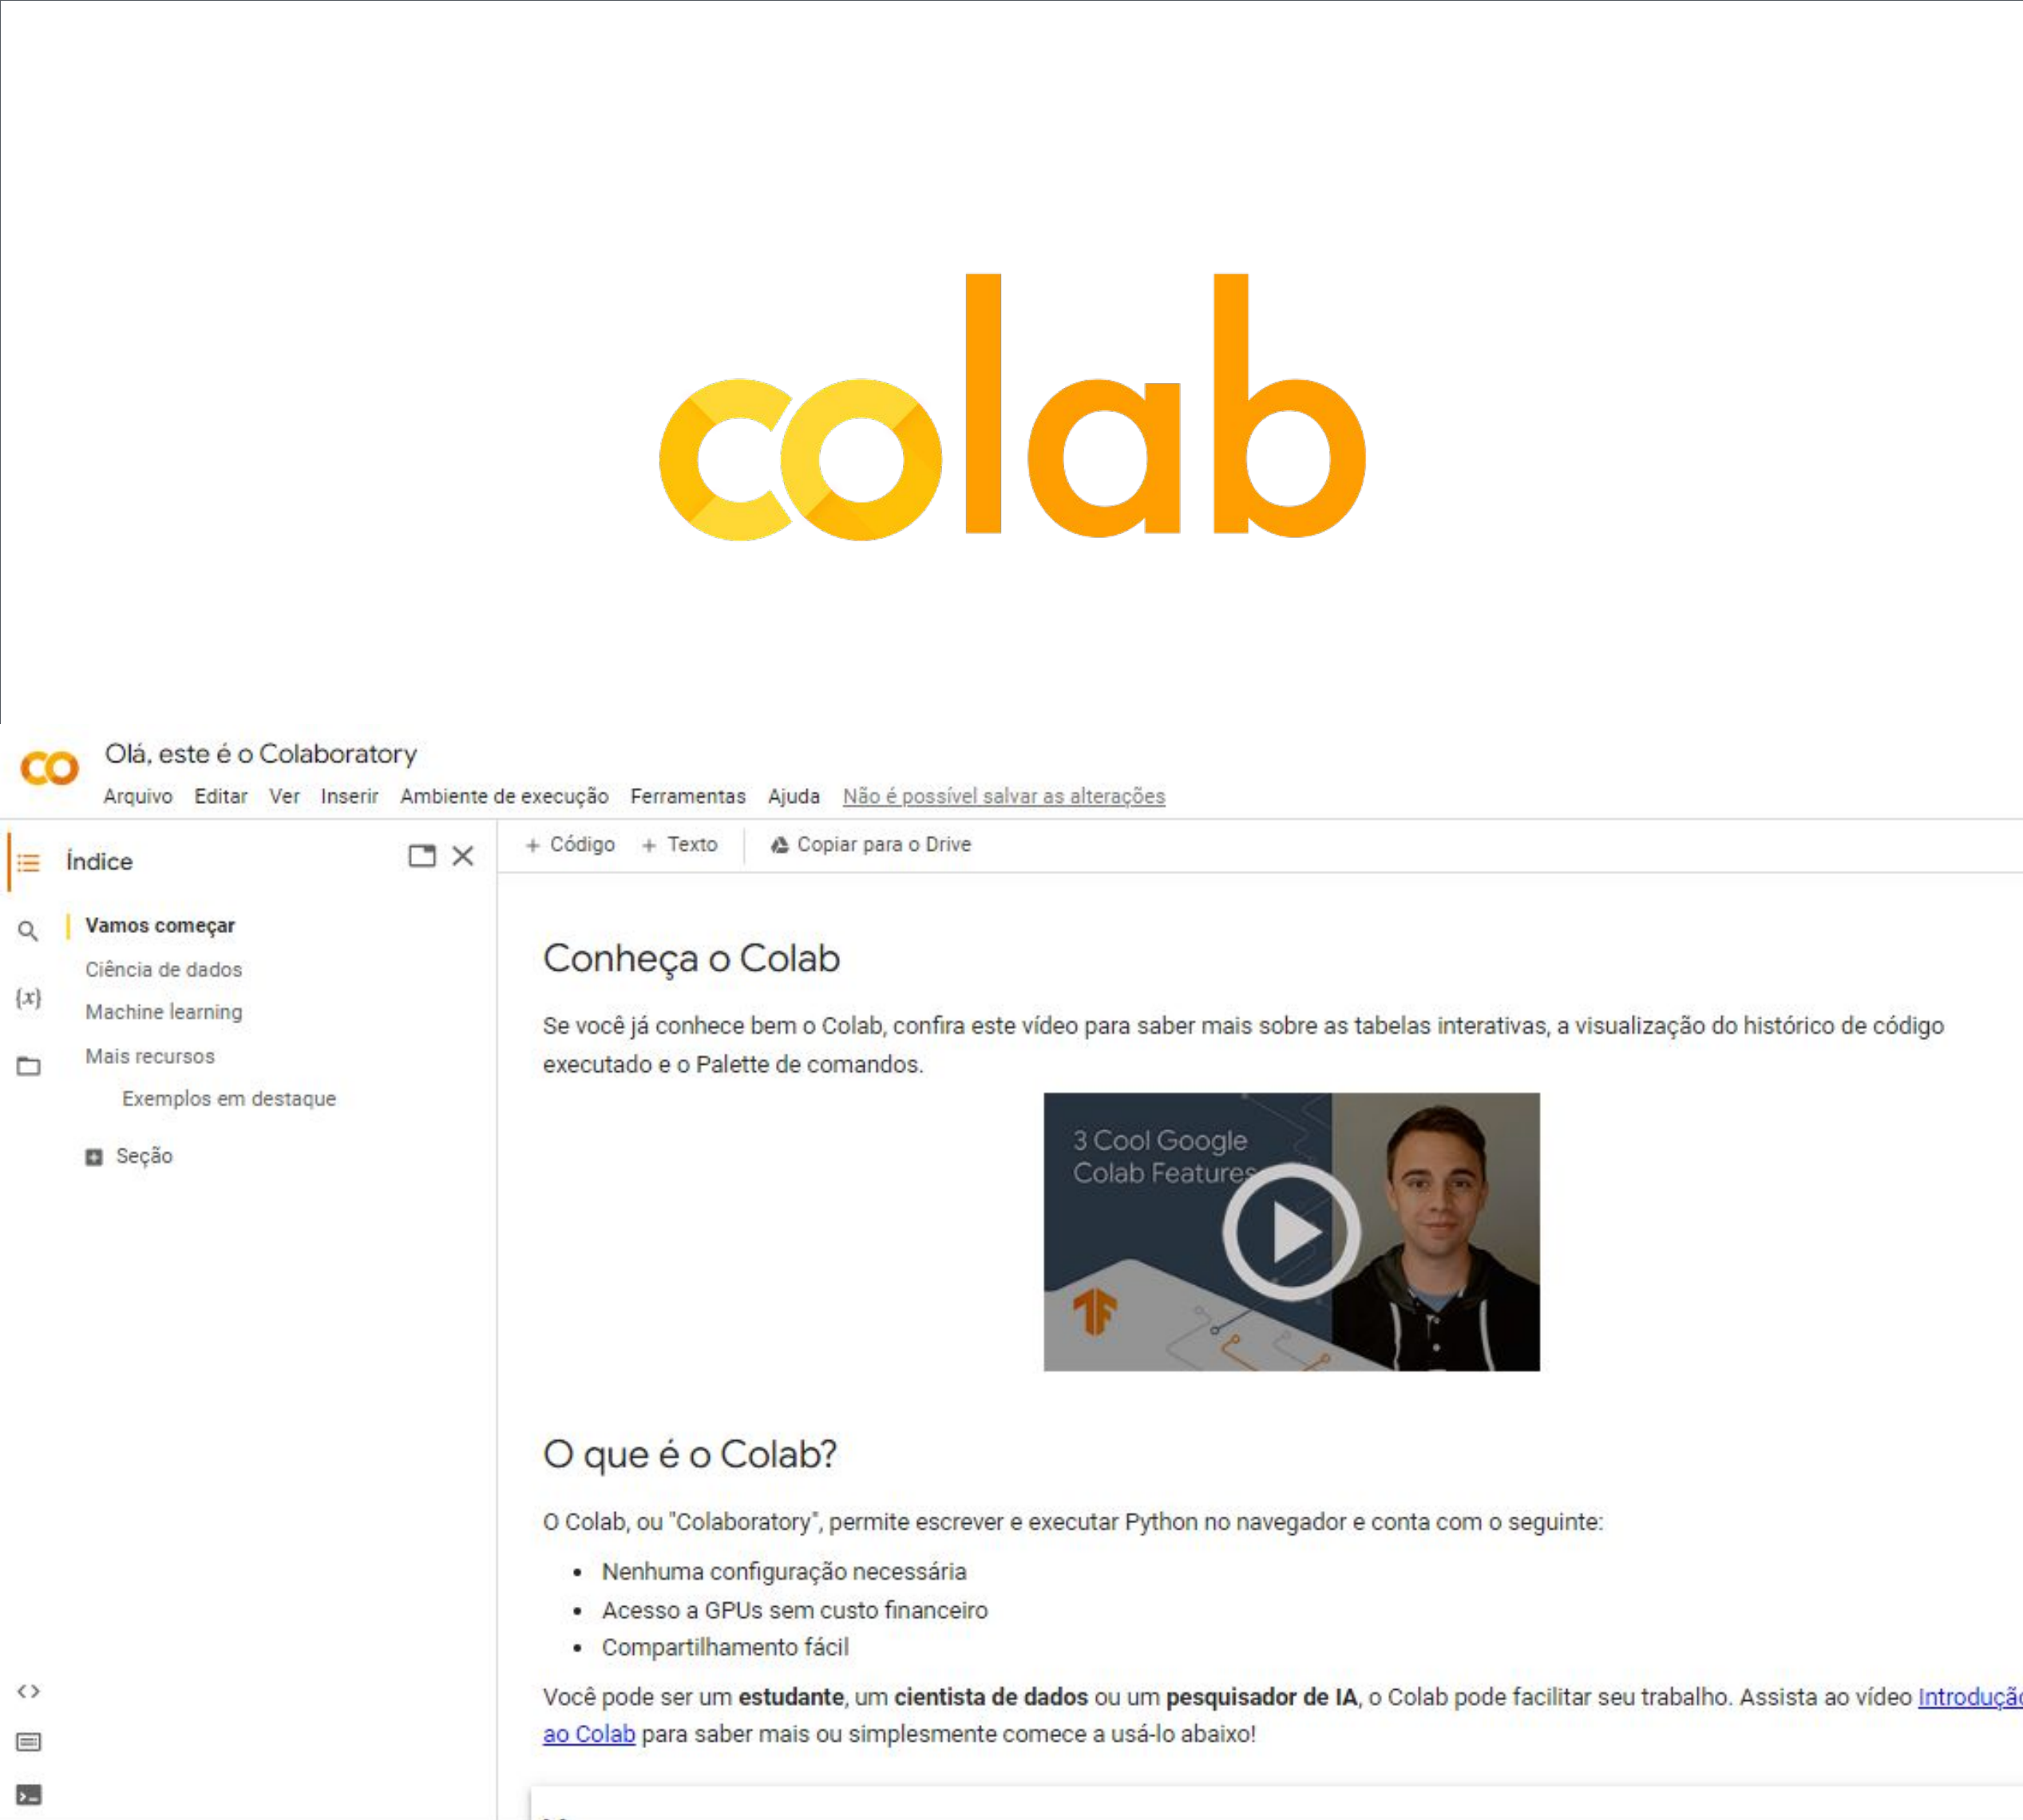 colab
Olá, este é o Colaboratory
Arquivo Editar Ver Inserir Ambiente de execução Ferramentas Ajuda Não é possível salvar as alterações
Índice
+ Código + Texto Copiar para o Drive
Vamos começar
Ciência de dados
{x}
Machine learning
Mais recursos
Exemplos em destaque
Seção
Conheça o Colab
Se você já conhece bem o Colab, confira este vídeo para saber mais sobre as tabelas interativas, a visualização do histórico de código
executado e o Palette de comandos.
3 Cool Google
Colab Features
O que é o Colab?
O Colab, ou "Colaboratory", permite escrever e executar Python no navegador e conta com o seguinte:
• Nenhuma configuração necessária
• Acesso a GPUs sem custo financeiro
• Compartilhamento fácil
Você pode ser um estudante, um cientista de dados ou um pesquisador de IA, o Colab pode facilitar seu trabalho. Assista ao vídeo Introdução
ao Colab para saber mais ou simplesmente comece a usá-lo abaixo!